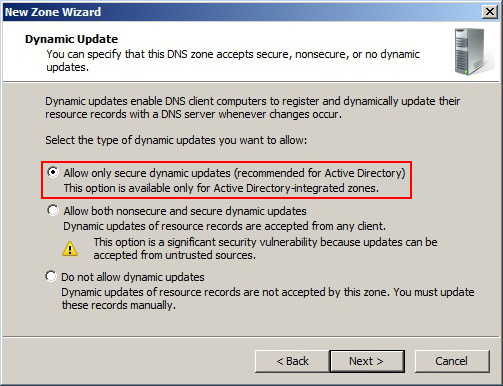 New Zone Wizard
Dynamic Update
You can specify that this DNS zone accepts secure, nonsecure, or no dynamic
updates.
Dynamic updates enable DNS client computers to register and dynamically update their
resource records with a DNS server whenever changes occur.
Select the type of dynamic updates you want to allow:
Allow only secure dynamic updates (recommended for Active Directory)
This option is available only for Active Directory-integrated zones.
Allow both nonsecure and secure dynamic updates
Dynamic updates of resource records are accepted from any client.
This option is a significant security vulnerability because updates can be
accepted from untrusted sources.
Do not allow dynamic updates
Dynamic updates of resource records are not accepted by this zone. You must update
these records manually.
< Back Next > Cancel